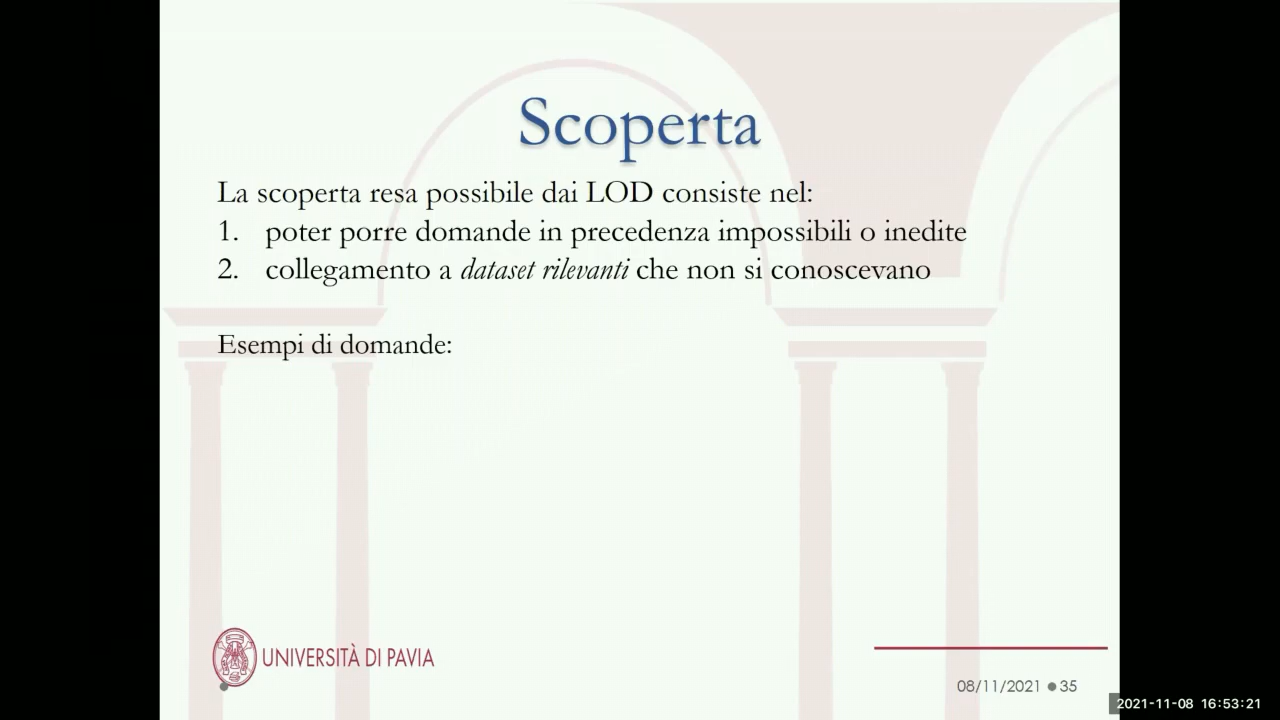 Scoperta
La scoperta resa possibile dai LOD consiste nel:
1. poter porre domande in precedenza impossibili o inedite
2. collegamento a dataset rilevanti che non si conoscevano
Esempi di domande:
UNIVERSITÀ DI PAVIA
08/11/2021 ● 35
2021-11-08 16:53:21